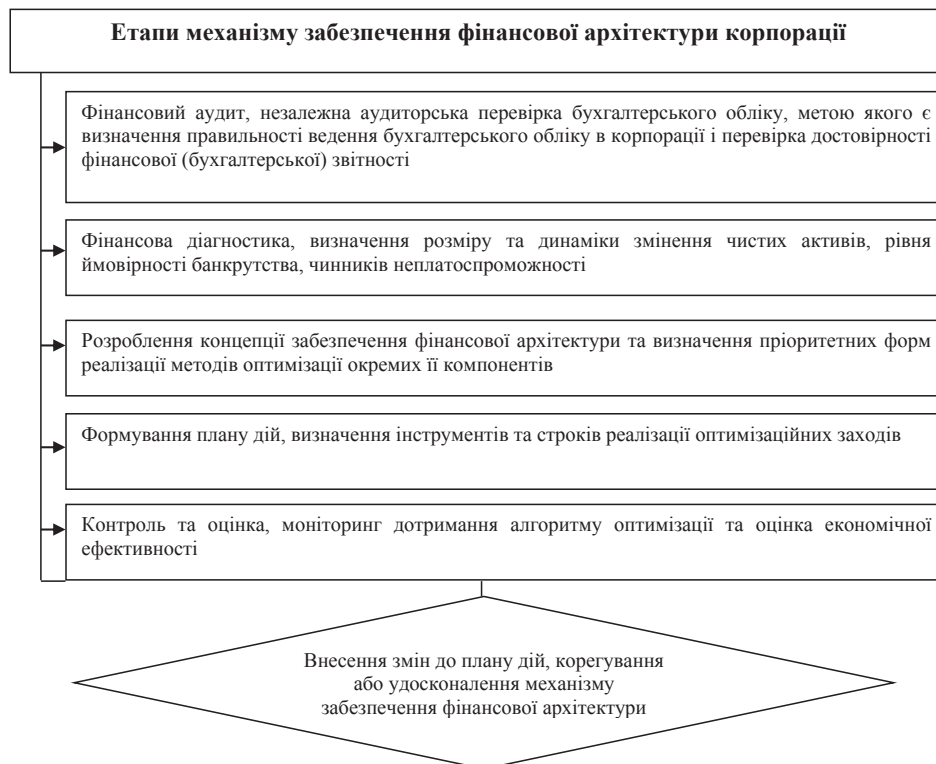 Етапи механізму забезпечення фінансової архітектури корпорації
Фінансовий аудит, незалежна аудиторська перевірка бухгалтерського обліку, метою якого є
визначення правильності ведення бухгалтерського обліку в корпорації і перевірка достовірності
фінансової (бухгалтерської) звітності
Фінансова діагностика, визначення розміру та динаміки змінення чистих активів, рівня
ймовірності банкрутства, чинників неплатоспроможності
Розроблення концепції забезпечення фінансової архітектури та визначення пріоритетних форм
реалізації методів оптимізації окремих її компонентів
Формування плану дій, визначення інструментів та строків реалізації оптимізаційних заходів
Контроль та оцінка, моніторинг дотримання алгоритму оптимізації та оцінка економічної
ефективності
Внесення змін до плану дій, корегування
або удосконалення механізму
забезпечення фінансової архітектури